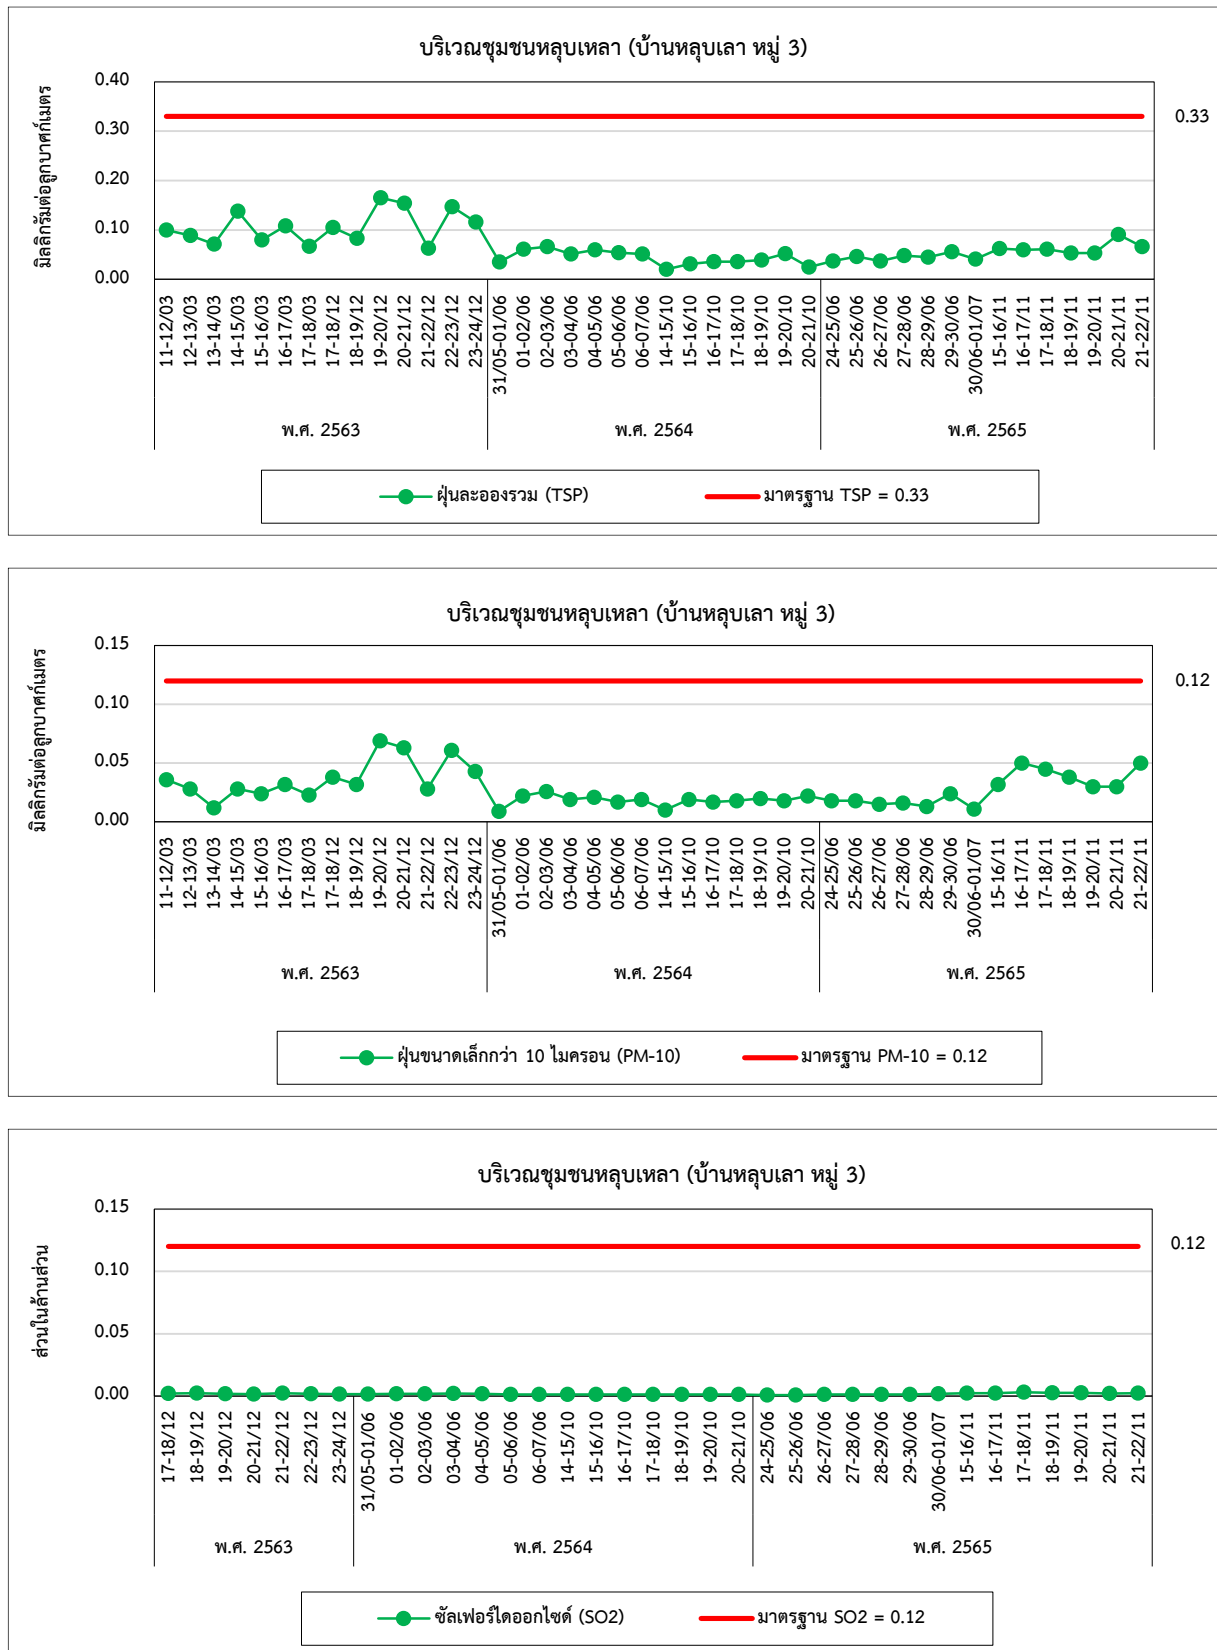 บริเวณชุมชนหลุบเหลา (บ้านหลุบเลา หมู่ 3)
มิลลิกรัมต่อลูกบาศก์เมตร
0.40
0.30
0.20
0.10
0.00
0.33
11-12/03 12-13/03 13-14/03 14-15/03 15-16/03 16-17/03 17-18/03 17-18/12 18-19/12 19-20/12 20-21/12 21-22/12 22-23/12 23-24/12 31/05-01/06 01-02/06 02-03/06 03-04/06 04-05/06 05-06/06 06-07/06 14-15/10 15-16/10 16-17/10 17-18/10 18-19/10 19-20/10 20-21/10 24-25/06 25-26/06 26-27/06 27-28/06 28-29/06 29-30/06 30/06-01/07 15-16/11 16-17/11 17-18/11 18-19/11 19-20/11 20-21/11 21-22/11
พ.ศ. 2563 พ.ศ. 2564 พ.ศ. 2565
ฝุ่นละอองรวม (TSP) มาตรฐาน TSP = 0.33
บริเวณชุมชนหลุบเหลา (บ้านหลุบเลา หมู่ 3)
มิลลิกรัมต่อลูกบาศก์เมตร
0.15
0.10
0.05
0.00
0.12
11-12/03 12-13/03 13-14/03 14-15/03 15-16/03 16-17/03 17-18/03 17-18/12 18-19/12 19-20/12 20-21/12 21-22/12 22-23/12 23-24/12 31/05-01/06 01-02/06 02-03/06 03-04/06 04-05/06 05-06/06 06-07/06 14-15/10 15-16/10 16-17/10 17-18/10 18-19/10 19-20/10 20-21/10 24-25/06 25-26/06 26-27/06 27-28/06 28-29/06 29-30/06 30/06-01/07 15-16/11 16-17/11 17-18/11 18-19/11 19-20/11 20-21/11 21-22/11
พ.ศ. 2563 พ.ศ. 2564 พ.ศ. 2565
ฝุ่นขนาดเล็กกว่า 10 ไมครอน (PM-10) มาตรฐาน PM-10 = 0.12
บริเวณชุมชนหลุบเหลา (บ้านหลุบเลา หมู่ 3)
ส่วนในล้านส่วน
0.15
0.10
0.05
0.00
0.12
17-18/12 18-19/12 19-20/12 20-21/12 21-22/12 22-23/12 23-24/12 31/05-01/06 01-02/06 02-03/06 03-04/06 04-05/06 05-06/06 06-07/06 14-15/10 15-16/10 16-17/10 17-18/10 18-19/10 19-20/10 20-21/10 24-25/06 25-26/06 26-27/06 27-28/06 28-29/06 29-30/06 30/06-01/07 15-16/11 16-17/11 17-18/11 18-19/11 19-20/11 20-21/11 21-22/11
พ.ศ. 2563 พ.ศ. 2564 พ.ศ. 2565
ซัลเฟอร์ไดออกไซด์ (SO2) มาตรฐาน SO2 = 0.12